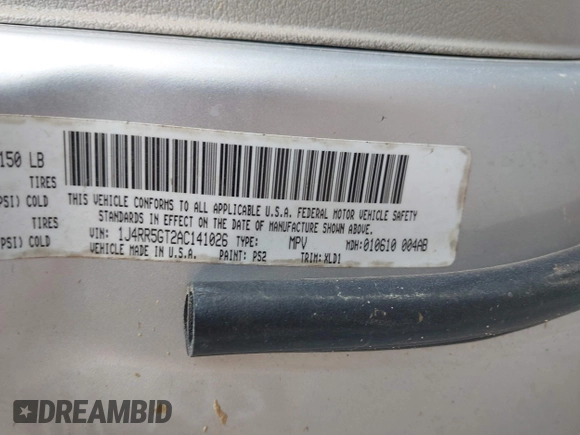 150 LB
TIRES
PSI) COLD
TIRES
PSI) COLD
THIS VEHICLE CONFORMS TO ALL APPLICABLE U.S.A. FEDERAL MOTOR VEHICLE SAFETY
STANDARDS IN EFFECT ON THE DATE OF MANUFACTURE SHOWN ABOVE.
VIN: 1J4RR5GT2AC141026 TYPE: MPV MDH:010610 004AB
VEHICLE MADE IN U.S.A. PAINT: PS2 TRIM:XLD1
DREAMBID